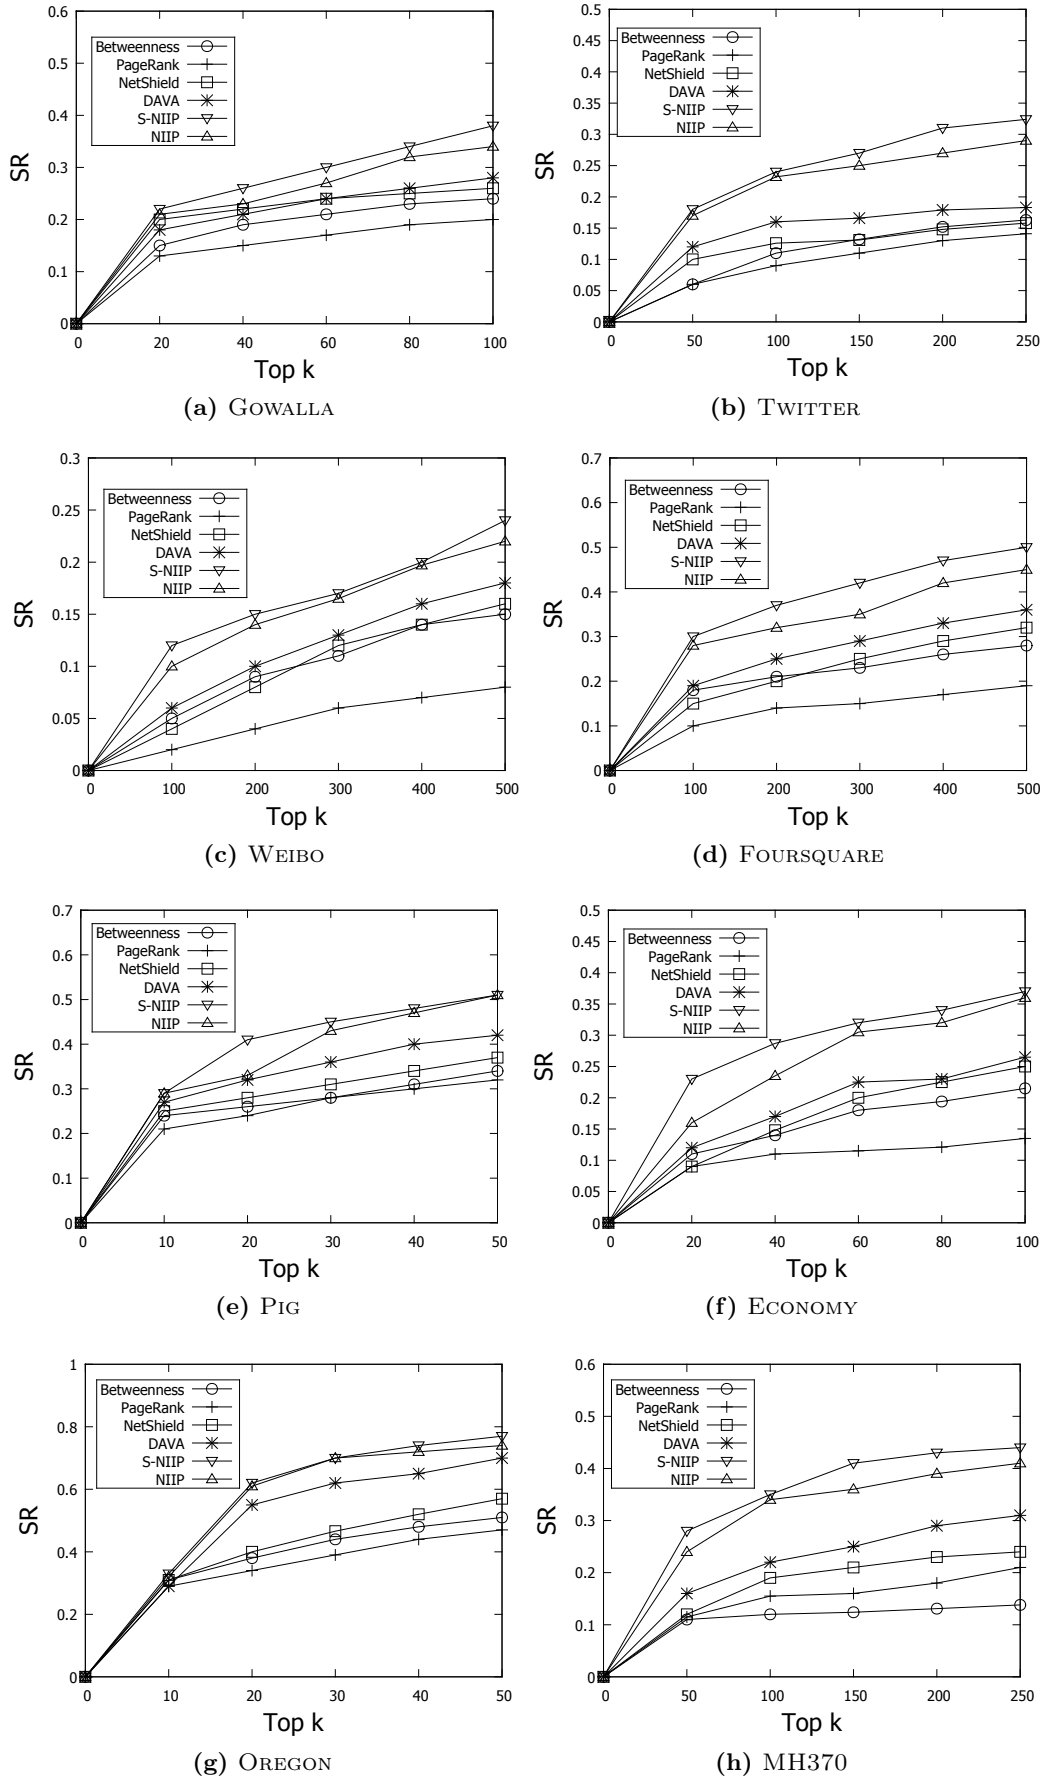 0.6
0.5
0.4
0.3
0.2
0.1
0
SR
Betweenness
PageRank
NetShield
DAVA
S-NIIP
NIIP
0 20 40 60 80 100
Top k
(a) GOWALLA
0.5
0.45
0.4
0.35
0.3
0.25
0.2
0.15
0.1
0.05
0
SR
Betweenness
PageRank
NetShield
DAVA
S-NIIP
NIIP
0 50 100 150 200 250
Top k
(b) TWITTER
0.3
0.25
0.2
0.15
0.1
0.05
0
SR
Betweenness
PageRank
NetShield
DAVA
S-NIIP
NIIP
0 100 200 300 400 500
Top k
(c) WEIBO
0.7
0.6
0.5
0.4
0.3
0.2
0.1
0
SR
Betweenness
PageRank
NetShield
DAVA
S-NIIP
NIIP
0 100 200 300 400 500
Top k
(d) FOURSQUARE
0.7
0.6
0.5
0.4
0.3
0.2
0.1
0
SR
Betweenness
PageRank
NetShield
DAVA
S-NIIP
NIIP
0 10 20 30 40 50
Top k
(e) PIG
0.5
0.45
0.4
0.35
0.3
0.25
0.2
0.15
0.1
0.05
0
SR
Betweenness
PageRank
NetShield
DAVA
S-NIIP
NIIP
0 20 40 60 80 100
Top k
(f) ECONOMY
1
0.8
0.6
0.4
0.2
0
SR
Betweenness
PageRank
NetShield
DAVA
S-NIIP
NIIP
0 10 20 30 40 50
Top k
(g) OREGON
0.6
0.5
0.4
0.3
0.2
0.1
0
SR
Betweenness
PageRank
NetShield
DAVA
S-NIIP
NIIP
0 50 100 150 200 250
Top k
(h) MH370